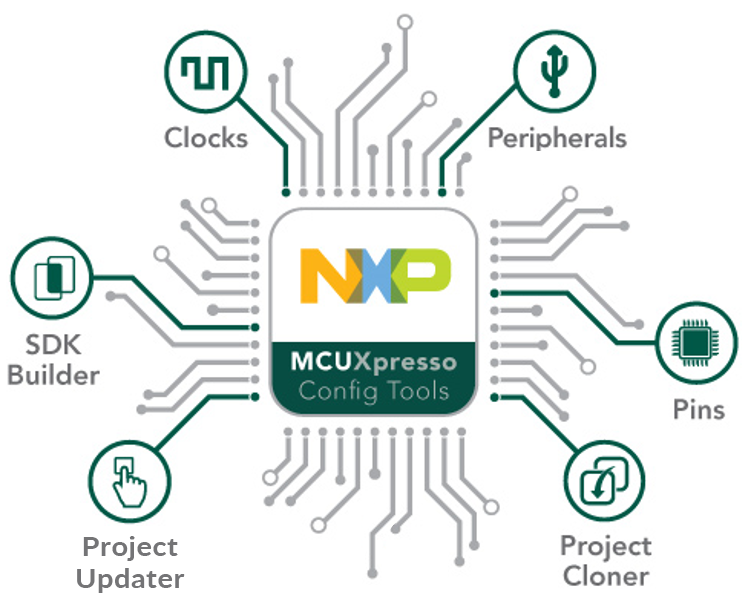 Clocks
Peripherals
NXP
SDK
Builder
MCUXpresso
Config Tools
Pins
Project
Updater
Project
Cloner